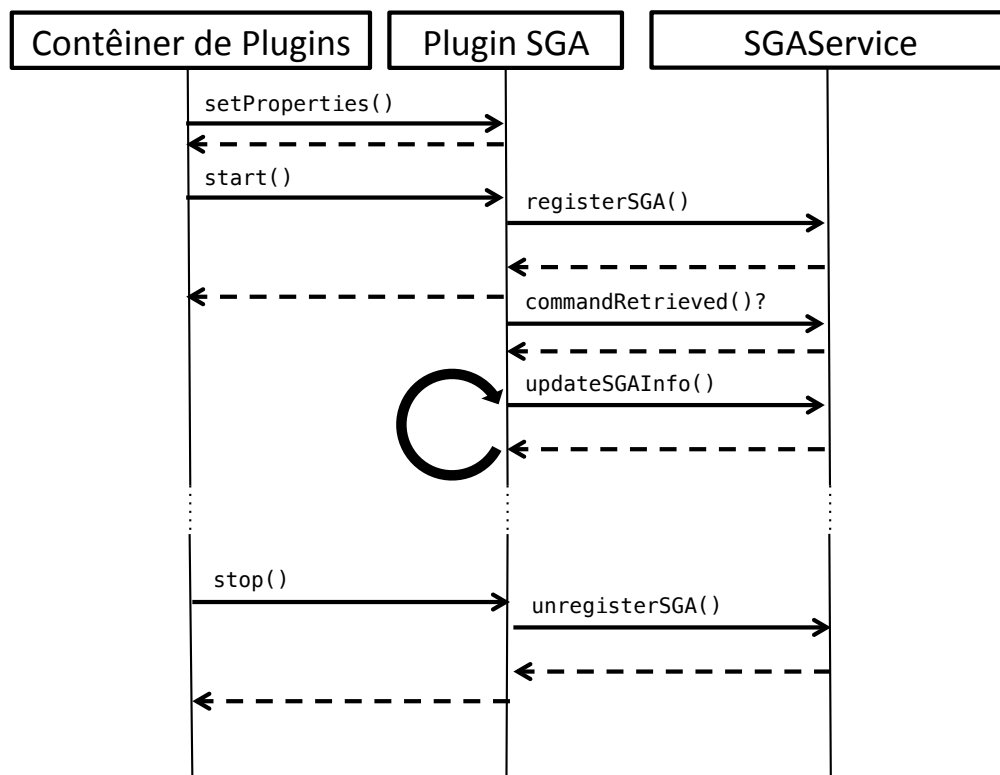 Contêiner de Plugins
Plugin SGA
SGAService
setProperties()
start()
registerSGA()
commandRetrieved()?
updateSGAInfo()
stop()
unregisterSGA()